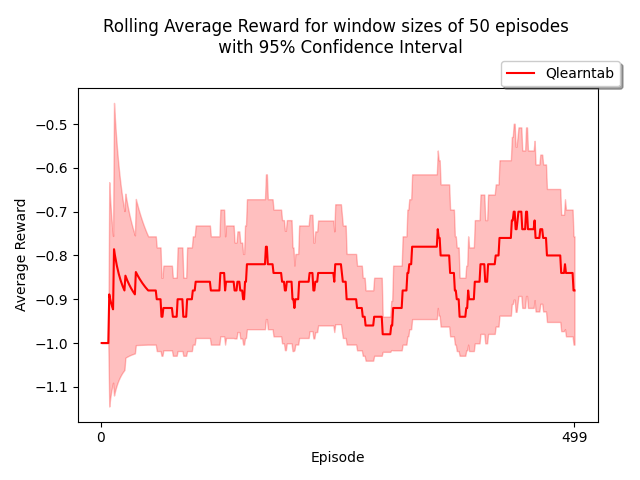 Rolling Average Reward for window sizes of 50 episodes
with 95% Confidence Interval
Qlearntab
Average Reward
−0.5
−0.6
−0.7
−0.8
−0.9
−1.0
−1.1
0
499
Episode